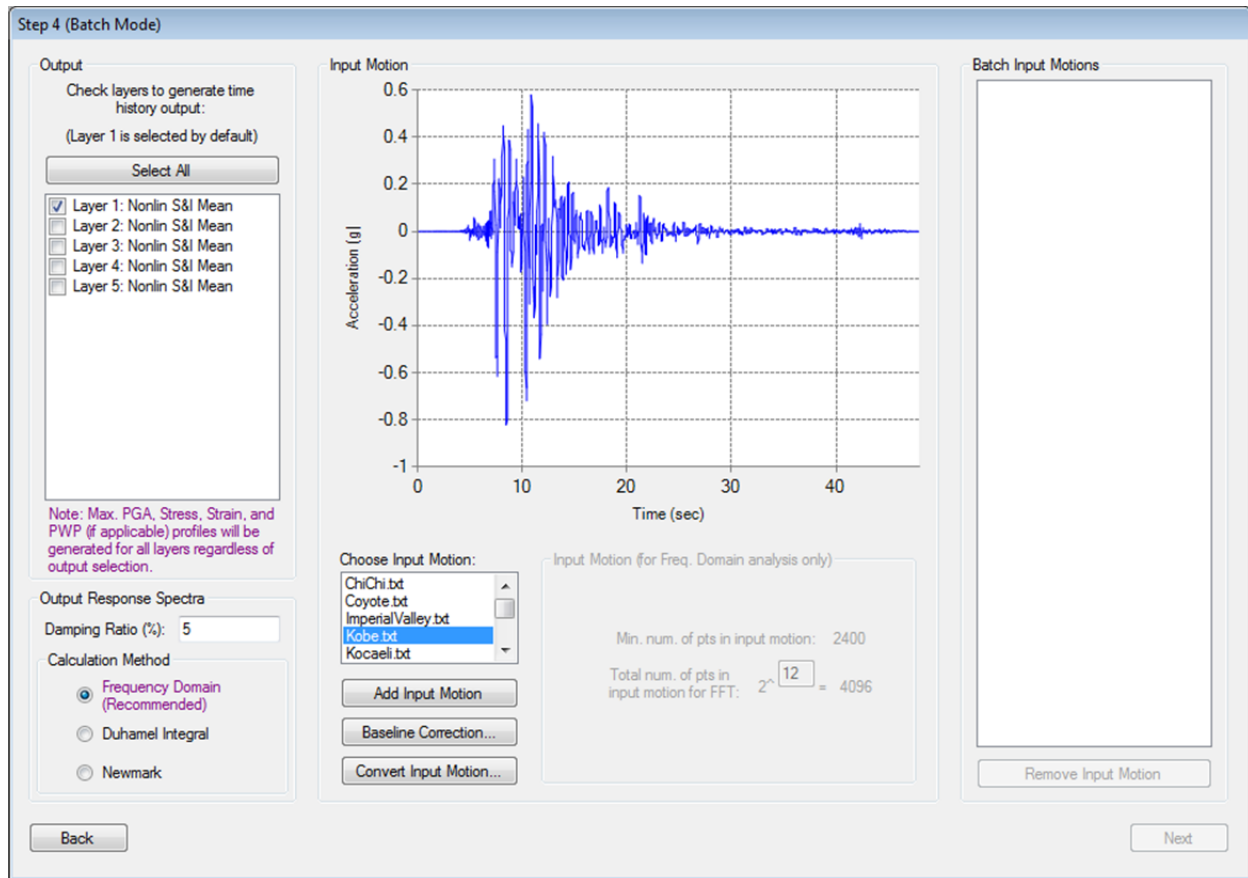 Step 4 (Batch Mode)
Output
Check layers to generate time
history output:
(Layer 1 is selected by default)
Select All
Layer 1: Nonlin S&I Mean
Layer 2: Nonlin S&I Mean
Layer 3: Nonlin S&I Mean
Layer 4: Nonlin S&I Mean
Layer 5: Nonlin S&I Mean
Note: Max. PGA, Stress, Strain, and
PWP (if applicable) profiles will be
generated for all layers regardless of
output selection.
Output Response Spectra
Damping Ratio (%): 5
Calculation Method
Frequency Domain
(Recommended)
Duhamel Integral
Newmark
Back
Input Motion
Acceleration (g)
0.6
0.4
0.2
0
-0.2
-0.4
-0.6
-0.8
-1
0 10 20 30 40
Time (sec)
Choose Input Motion:
ChiChi.txt
Coyote.txt
ImperialValley.txt
Kobe.txt
Kocaeli.txt
Add Input Motion
Baseline Correction...
Convert Input Motion...
Input Motion (for Freq. Domain analysis only)
Min. num. of pts in input motion: 2400
Total num. of pts in
input motion for FFT: 2^ 12 = 4096
Batch Input Motions
Remove Input Motion
Next